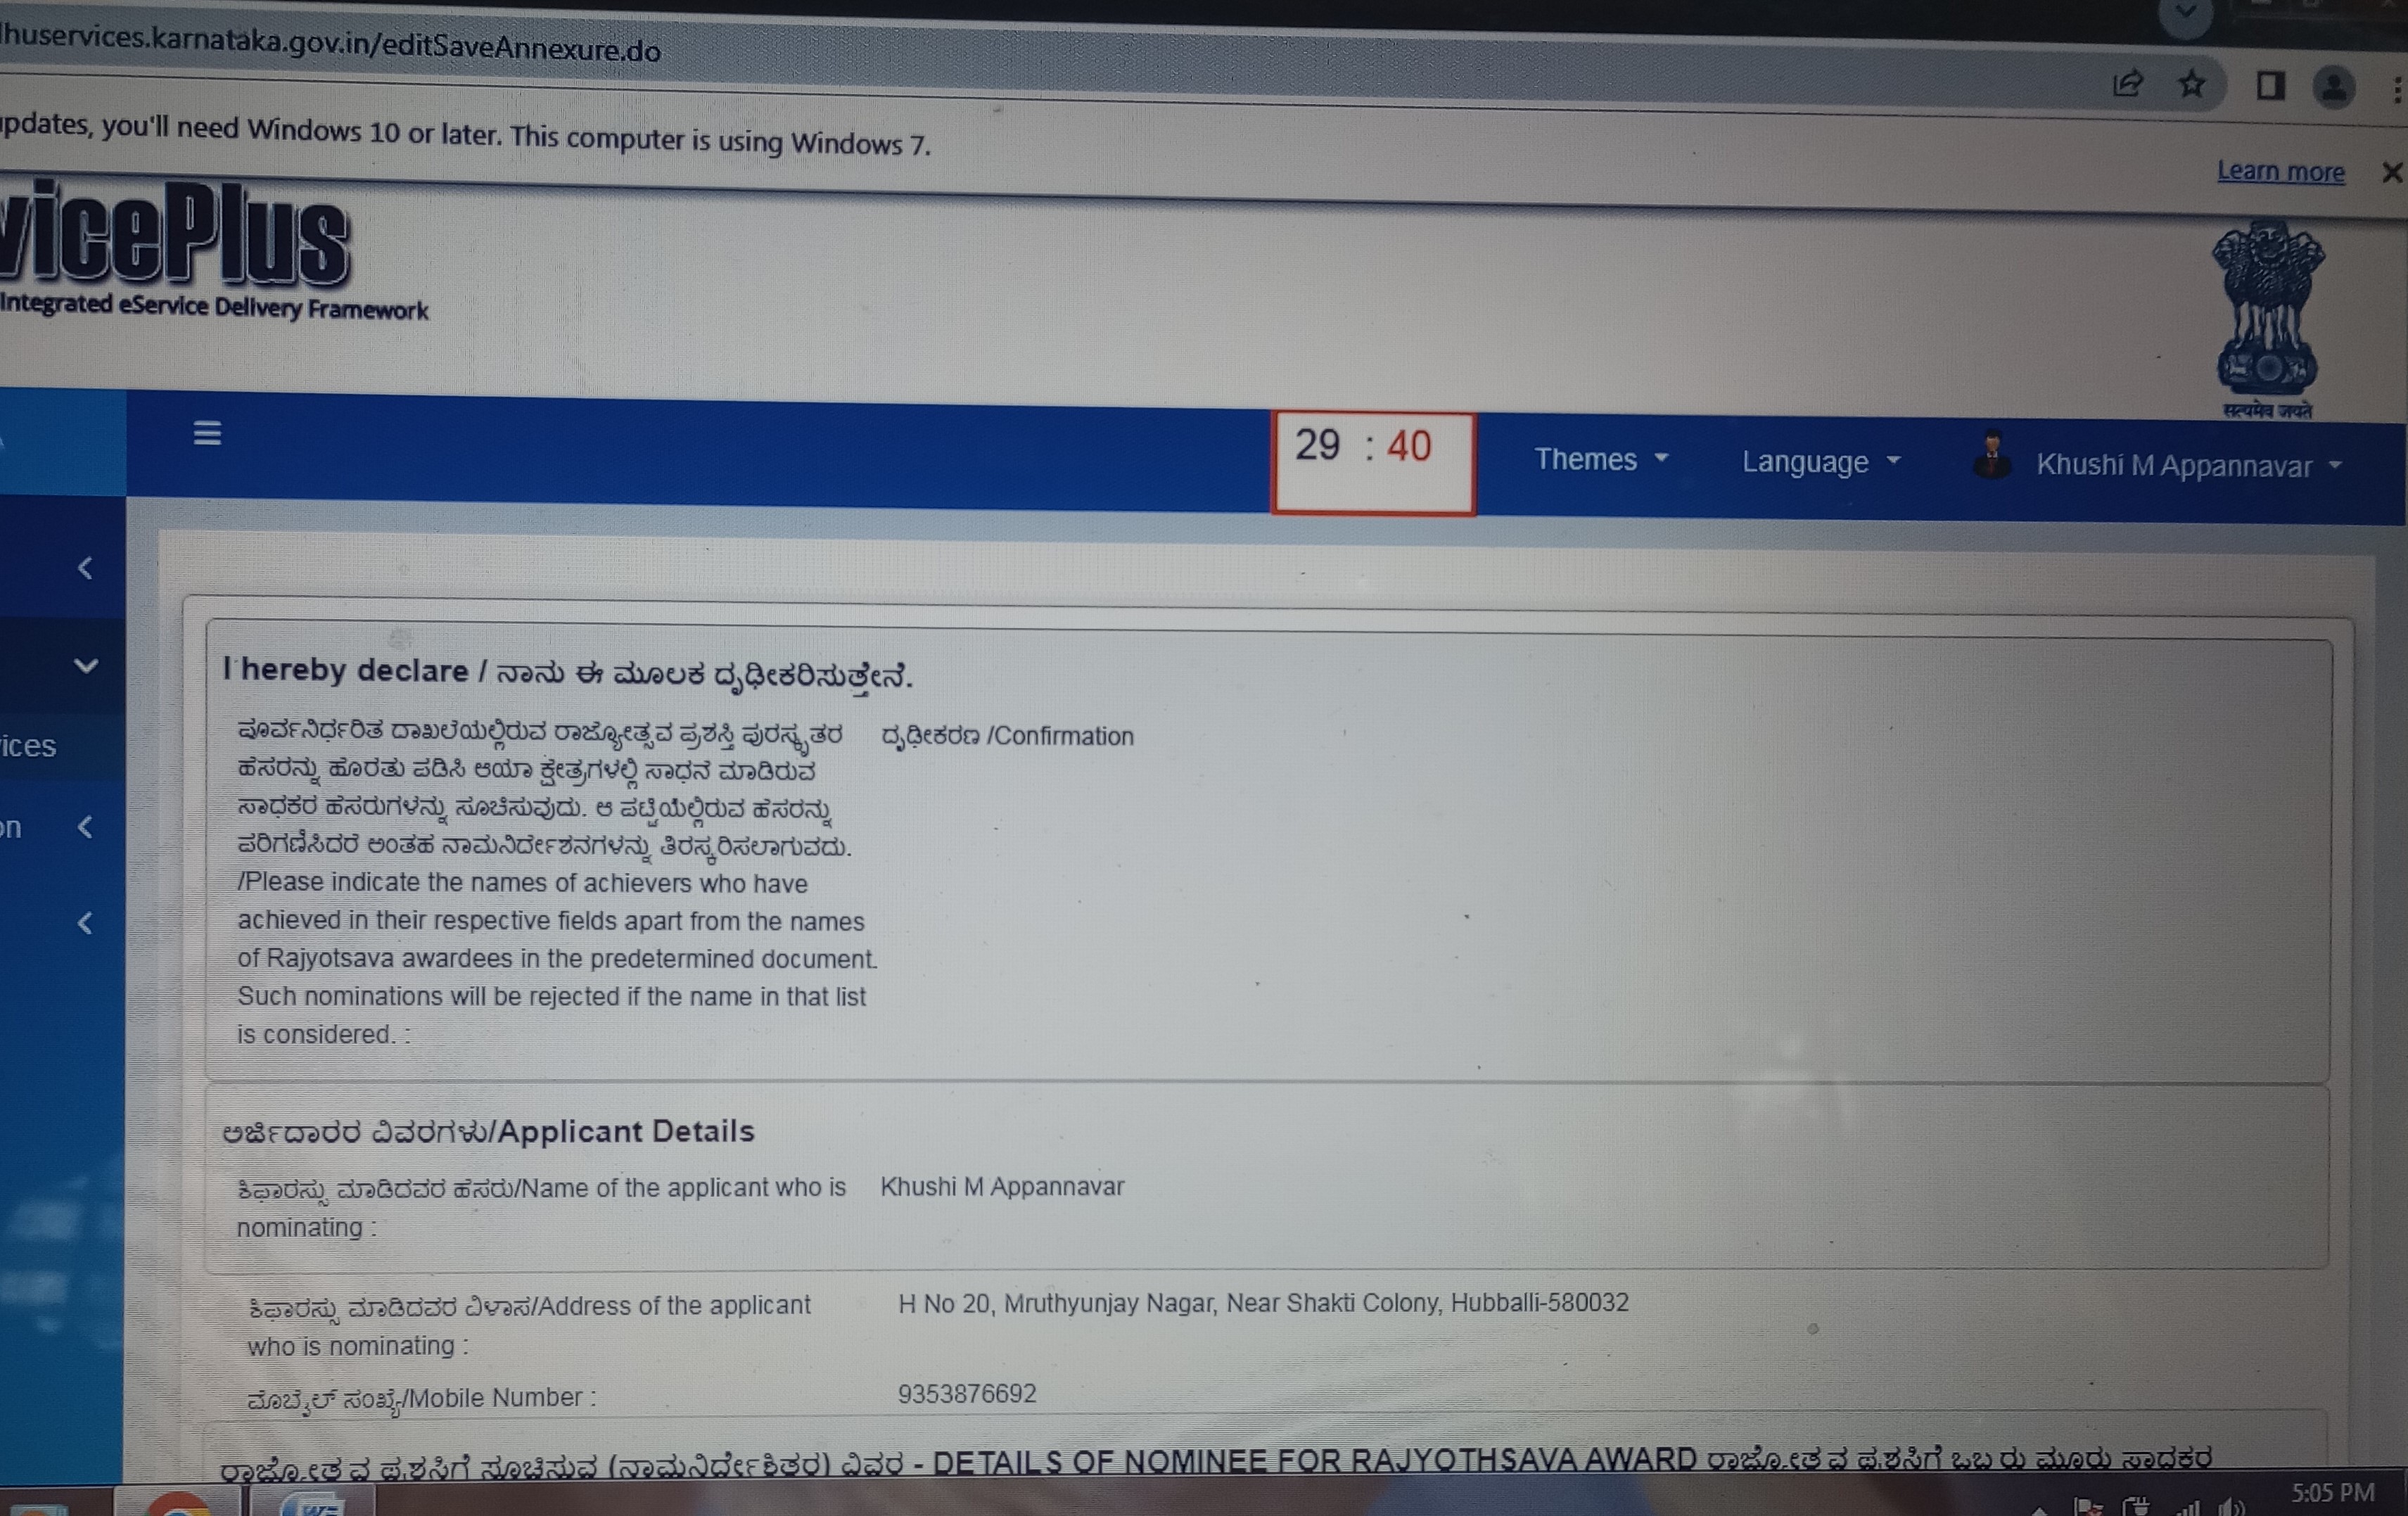 lhuservices.karnataka.gov.in/editSaveAnnexure.do
updates, you'll need Windows 10 or later. This computer is using Windows 7.
Learn more
vicePlus
Integrated eService Delivery Framework
सत्यमेव जयते
29 : 40
Themes
Language
Khushi M Appannavar
ices
on
I hereby declare / ನಾನು ಈ ಮೂಲಕ ದೃಢೀಕರಿಸುತ್ತೇನೆ.
ಪೂರ್ವನಿರ್ಧರಿತ ದಾಖಲೆಯಲ್ಲಿರುವ ರಾಜ್ಯೋತ್ಸವ ಪ್ರಶಸ್ತಿ ಪುರಸ್ಕೃತರ ದೃಢೀಕರಣ /Confirmation
ಹೆಸರನ್ನು ಹೊರತು ಪಡಿಸಿ ಆಯಾ ಕ್ಷೇತ್ರಗಳಲ್ಲಿ ಸಾಧನೆ ಮಾಡಿರುವ
ಸಾಧಕರ ಹೆಸರುಗಳನ್ನು ಸೂಚಿಸುವುದು. ಆ ಪಟ್ಟಿಯಲ್ಲಿರುವ ಹೆಸರನ್ನು
ಪರಿಗಣಿಸಿದರೆ ಅಂತಹ ನಾಮನಿರ್ದೇಶನಗಳನ್ನು ತಿರಸ್ಕರಿಸಲಾಗುವದು.
/Please indicate the names of achievers who have
achieved in their respective fields apart from the names
of Rajyotsava awardees in the predetermined document.
Such nominations will be rejected if the name in that list
is considered. :
ಅರ್ಜಿದಾರರ ವಿವರಗಳು/Applicant Details
ಶಿಫಾರಸ್ಸು ಮಾಡಿದವರ ಹೆಸರು/Name of the applicant who is Khushi M Appannavar
nominating :
ಶಿಫಾರಸ್ಸು ಮಾಡಿದವರ ವಿಳಾಸ/Address of the applicant H No 20, Mruthyunjay Nagar, Near Shakti Colony, Hubballi-580032
who is nominating :
ಮೊಬೈಲ್ ಸಂಖ್ಯೆ/Mobile Number : 9353876692
ರಾಜ್ಯೋತ್ಸವ ಪ್ರಶಸ್ತಿಗೆ ಸೂಚಿಸುವ (ನಾಮನಿರ್ದೇಶಿತರ) ವಿವರ - DETAILS OF NOMINEE FOR RAJYOTHSAVA AWARD ರಾಜ್ಯೋತ್ಸವ ಪ್ರಶಸ್ತಿಗೆ ಒಬ್ಬರು ಮೂರು ಸಾಧಕರ
5:05 PM